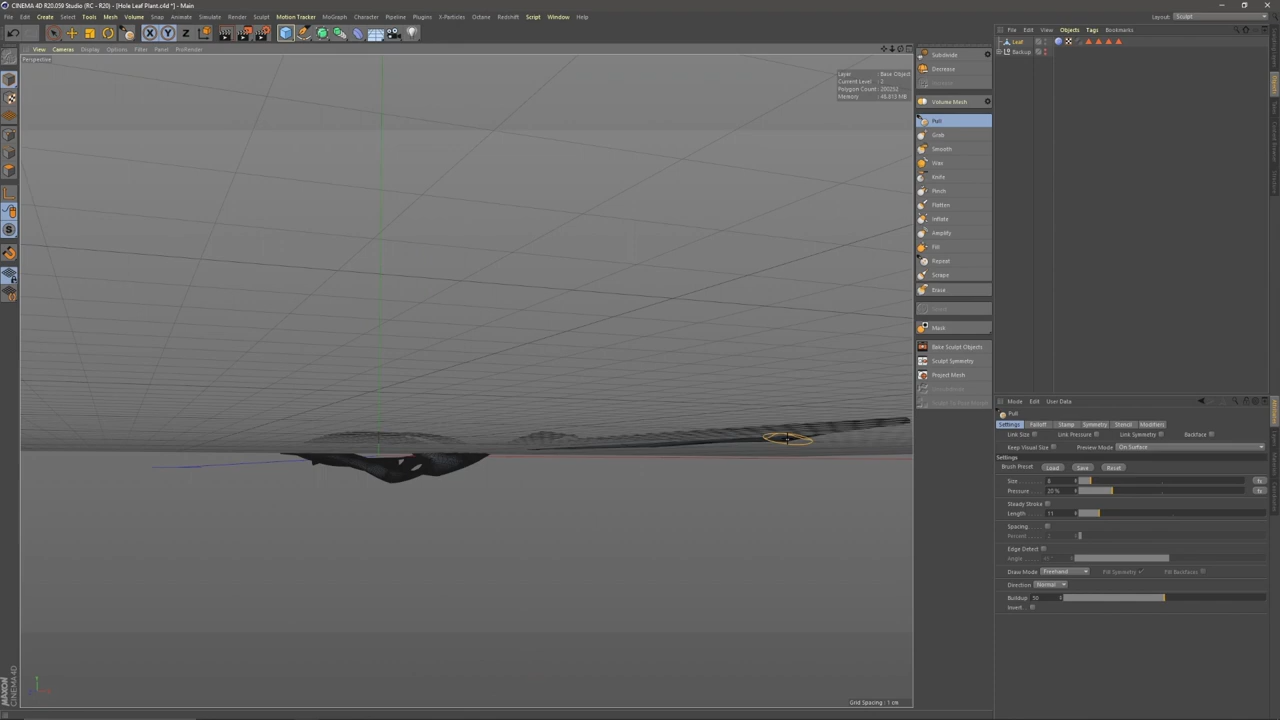 CINEMA 4D R20.059 Studio (RC - R20) - [Hole Leaf Plant.c4d *] - Main
File Edit Create Select Tools Mesh Volume Snap Animate Simulate Render Sculpt Motion Tracker MoGraph Character Pipeline Plugins X-Particles Octane Redshift Script Window Help
Layout: Sculpt
View Cameras Display Options Filter Panel ProRender
Perspective
Layer : Base Object
Current Level : 2
Polygon Count : 200252
Grid Spacing : 1 cm
MAXON
CINEMA 4D
Subdivide
Decrease
Volume Mesh
Pull
Grab
Smooth
Wax
Knife
Pinch
Flatten
Inflate
Amplify
Fill
Repeat
Scrape
Erase
Mask
Bake Sculpt Objects
Sculpt Symmetry
Project Mesh
File Edit View Objects Tags Bookmarks
Leaf
Backup
Mode Edit User Data
Pull
Settings Falloff Stamp Symmetry Stencil Modifiers
Link Size Link Pressure Link Symmetry Backface
Keep Visual Size Preview Mode On Surface
Settings
Brush Preset Load Save Reset
Size 8
Pressure 20 %
Steady Stroke
Length 11
Spacing
Percent
Edge Detect
Angle
Draw Mode Freehand Fill Symmetry Fill Backfaces
Direction Normal
Buildup 50
Invert